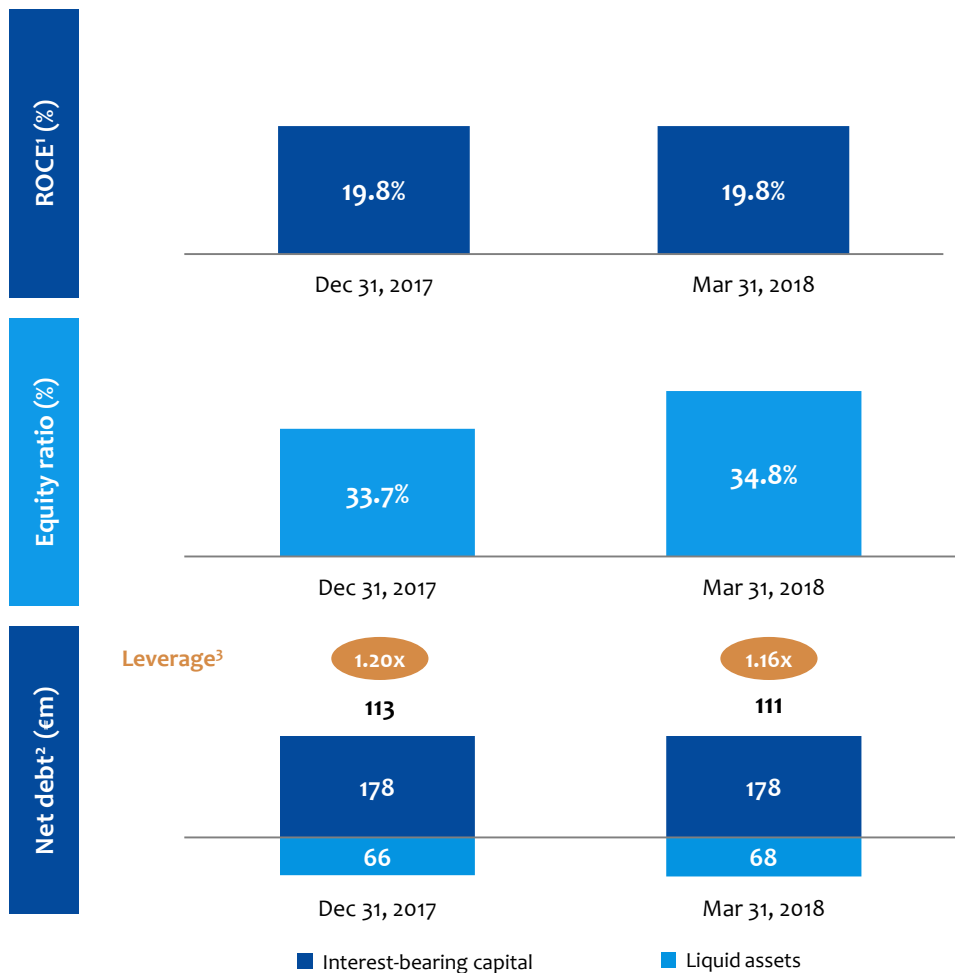 ROCE¹ (%)
19.8%
19.8%
Dec 31, 2017
Mar 31, 2018
Equity ratio (%)
33.7%
34.8%
Dec 31, 2017
Mar 31, 2018
Net debt² (€m)
Leverage³
1.20x
1.16x
113
111
178
178
66
68
Dec 31, 2017
Mar 31, 2018
Interest-bearing capital
Liquid assets